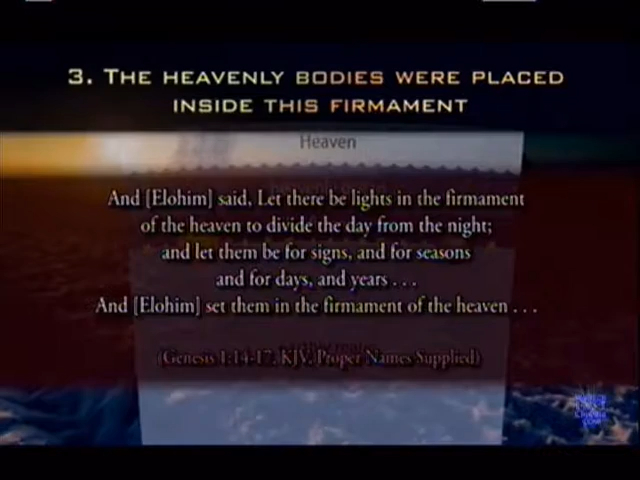 3. THE HEAVENLY BODIES WERE PLACED
INSIDE THIS FIRMAMENT
Heaven
And [Elohim] said, Let there be lights in the firmament
of the heaven to divide the day from the night;
and let them be for signs, and for seasons
and for days, and years . . .
And [Elohim] set them in the firmament of the heaven . . .
(Genesis 1:14-17, KJV, Proper Names Supplied)